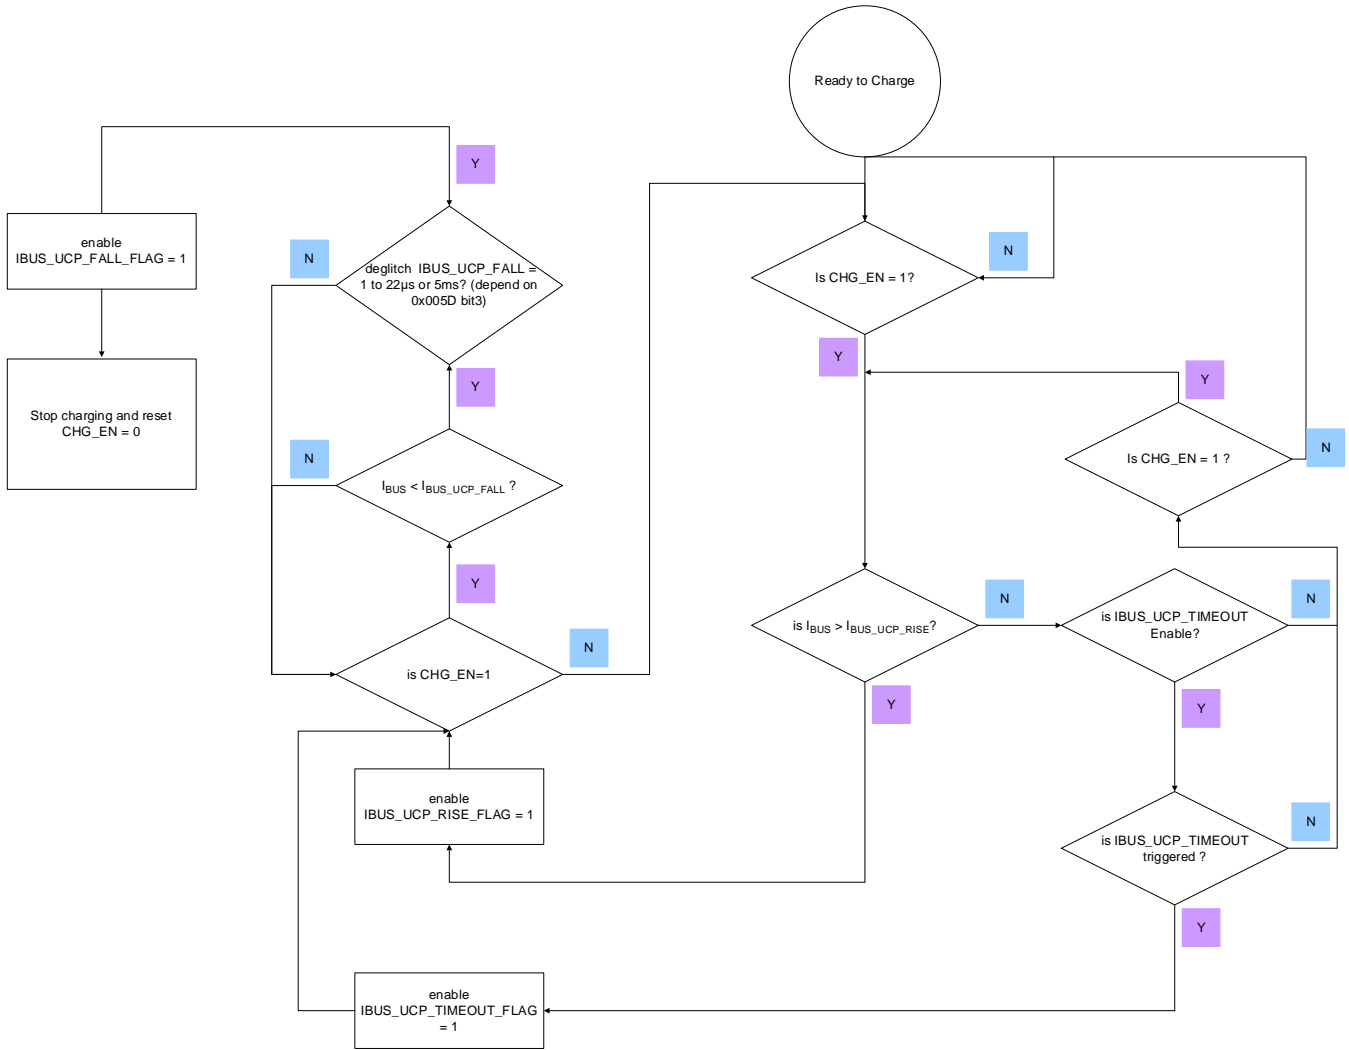 Ready to Charge
Y
enable
IBUS_UCP_FALL_FLAG = 1
N
deglitch IBUS_UCP_FALL =
1 to 22µs or 5ms? (depend on
0x005D bit3)
N
Is CHG_EN = 1?
Y
Stop charging and reset
CHG_EN = 0
Y
Y
N
IBUS < IBUS_UCP_FALL ?
Is CHG_EN = 1 ?
N
Y
N
is IBUS > IBUS_UCP_RISE?
N
is IBUS_UCP_TIMEOUT
Enable?
N
is CHG_EN=1
Y
Y
enable
IBUS_UCP_RISE_FLAG = 1
is IBUS_UCP_TIMEOUT
triggered ?
N
Y
enable
IBUS_UCP_TIMEOUT_FLAG
= 1